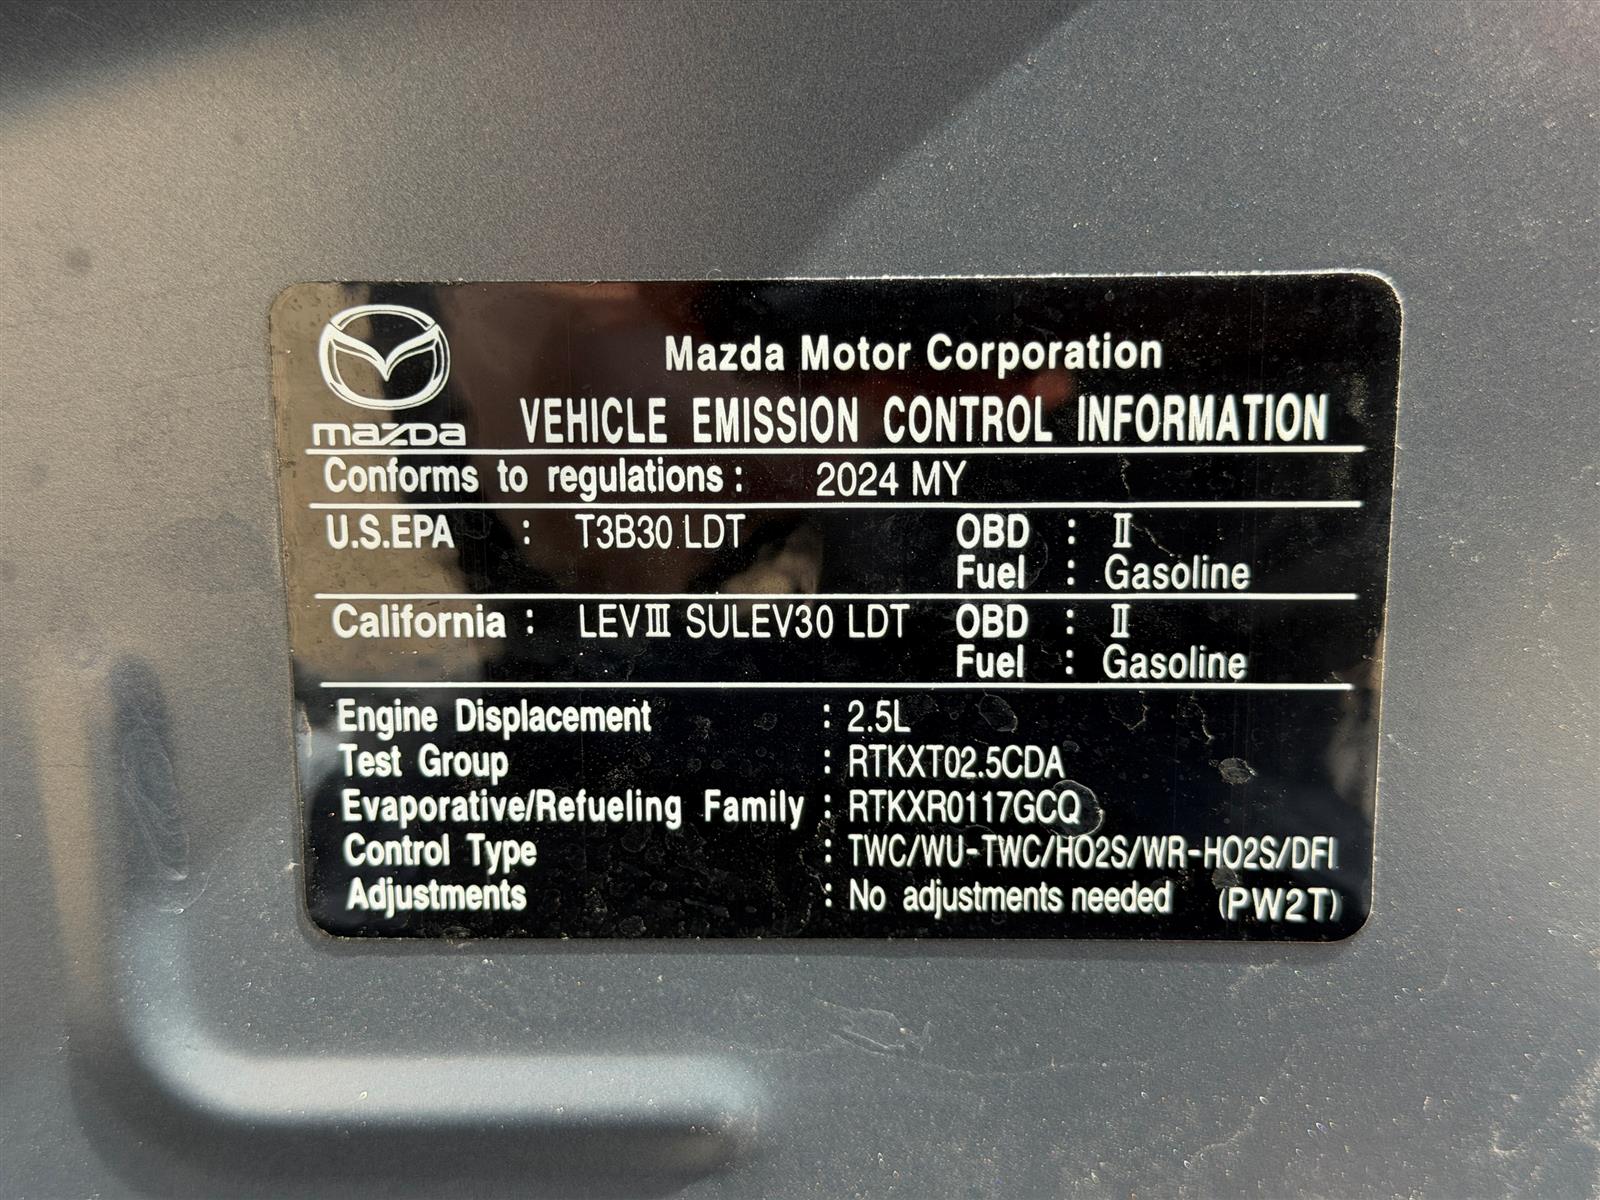 Mazda Motor Corporation
mazda VEHICLE EMISSION CONTROL INFORMATION
Conforms to regulations : 2024 MY
U.S.EPA : T3B30 LDT OBD : Ⅱ
Fuel : Gasoline
California : LEVⅢ SULEV30 LDT OBD : Ⅱ
Fuel : Gasoline
Engine Displacement : 2.5L
Test Group : RTKXT02.5CDA
Evaporative/Refueling Family : RTKXR0117GCQ
Control Type : TWC/WU-TWC/HO2S/WR-HO2S/DFI
Adjustments : No adjustments needed (PW2T)